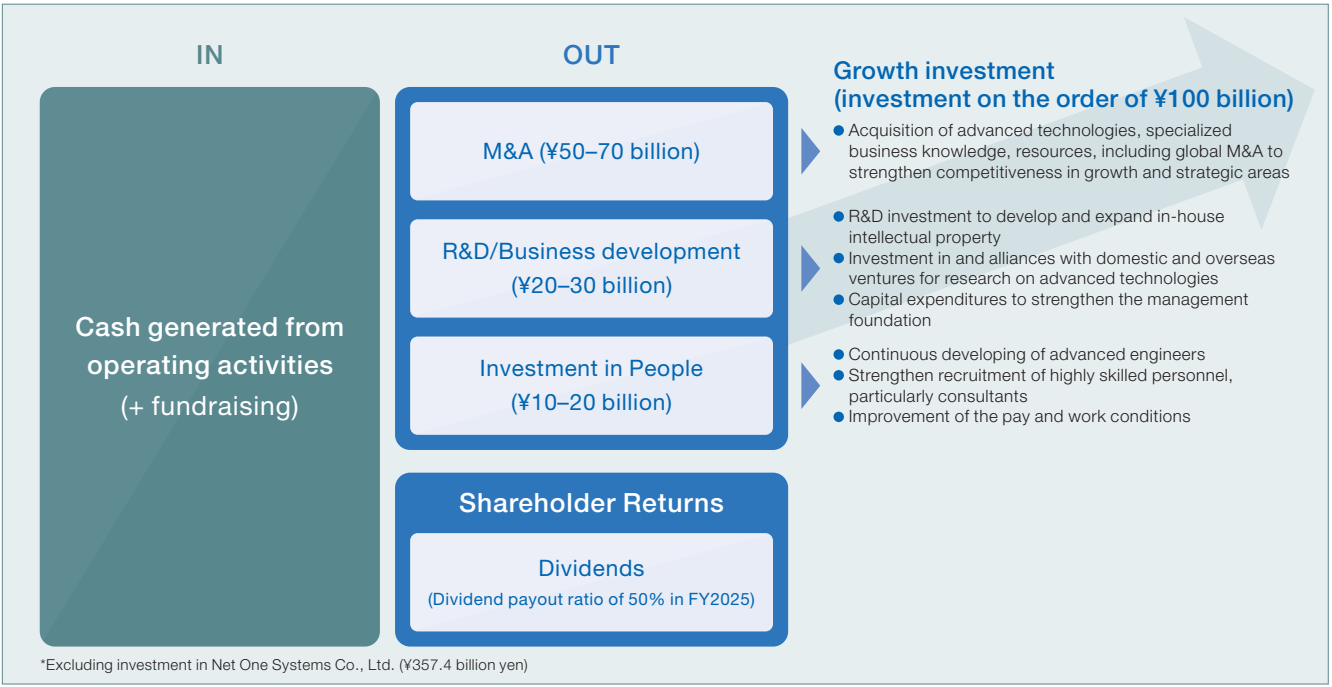 IN
Cash generated from
operating activities
(+ fundraising)
OUT
M&A (¥50–70 billion)
R&D/Business development
(¥20–30 billion)
Investment in People
(¥10–20 billion)
Shareholder Returns
Dividends
(Dividend payout ratio of 50% in FY2025)
Growth investment
(investment on the order of ¥100 billion)
● Acquisition of advanced technologies, specialized
business knowledge, resources, including global M&A to
strengthen competitiveness in growth and strategic areas
● R&D investment to develop and expand in-house
intellectual property
● Investment in and alliances with domestic and overseas
ventures for research on advanced technologies
● Capital expenditures to strengthen the management
foundation
● Continuous developing of advanced engineers
● Strengthen recruitment of highly skilled personnel,
particularly consultants
● Improvement of the pay and work conditions
*Excluding investment in Net One Systems Co., Ltd. (¥357.4 billion yen)